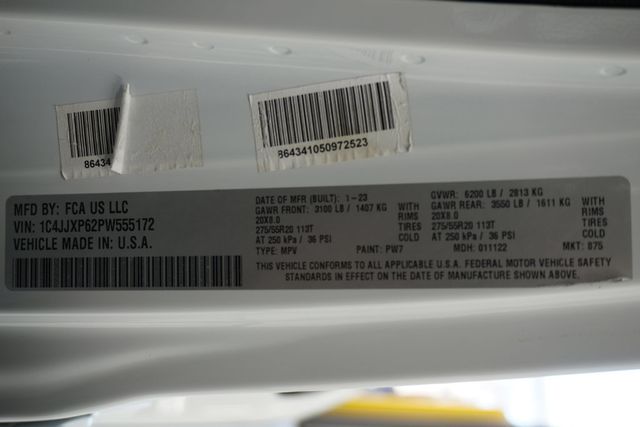 86434
864341050972523
MFD BY: FCA US LLC
VIN: 1C4JJXP62PW555172
VEHICLE MADE IN U.S.A.
DATE OF MFR (BUILT): 1-23
GAWR FRONT: 3100 LB / 1407 KG WITH
20X8.0 RIMS
275/55R20 113T TIRES
AT 250 kPa / 36 PSI COLD
TYPE: MPV PAINT: PW7
GVWR: 6200 LB / 2813 KG
GAWR REAR: 3550 LB / 1611 KG WITH
20X8.0 RIMS
275/55R20 113T TIRES
AT 250 kPa / 36 PSI COLD
MDH: 011122 MKT: 875
THIS VEHICLE CONFORMS TO ALL APPLICABLE U.S.A. FEDERAL MOTOR VEHICLE SAFETY
STANDARDS IN EFFECT ON THE DATE OF MANUFACTURE SHOWN ABOVE.